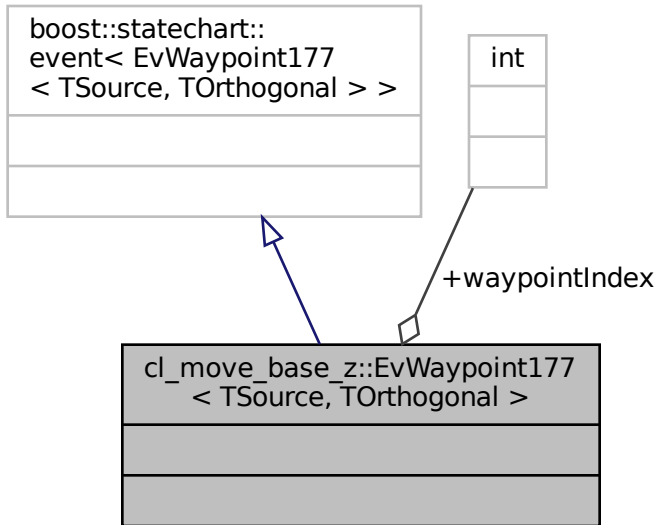 boost::statechart::
event< EvWaypoint177
< TSource, TOrthogonal > >
int
+waypointIndex
cl_move_base_z::EvWaypoint177
< TSource, TOrthogonal >